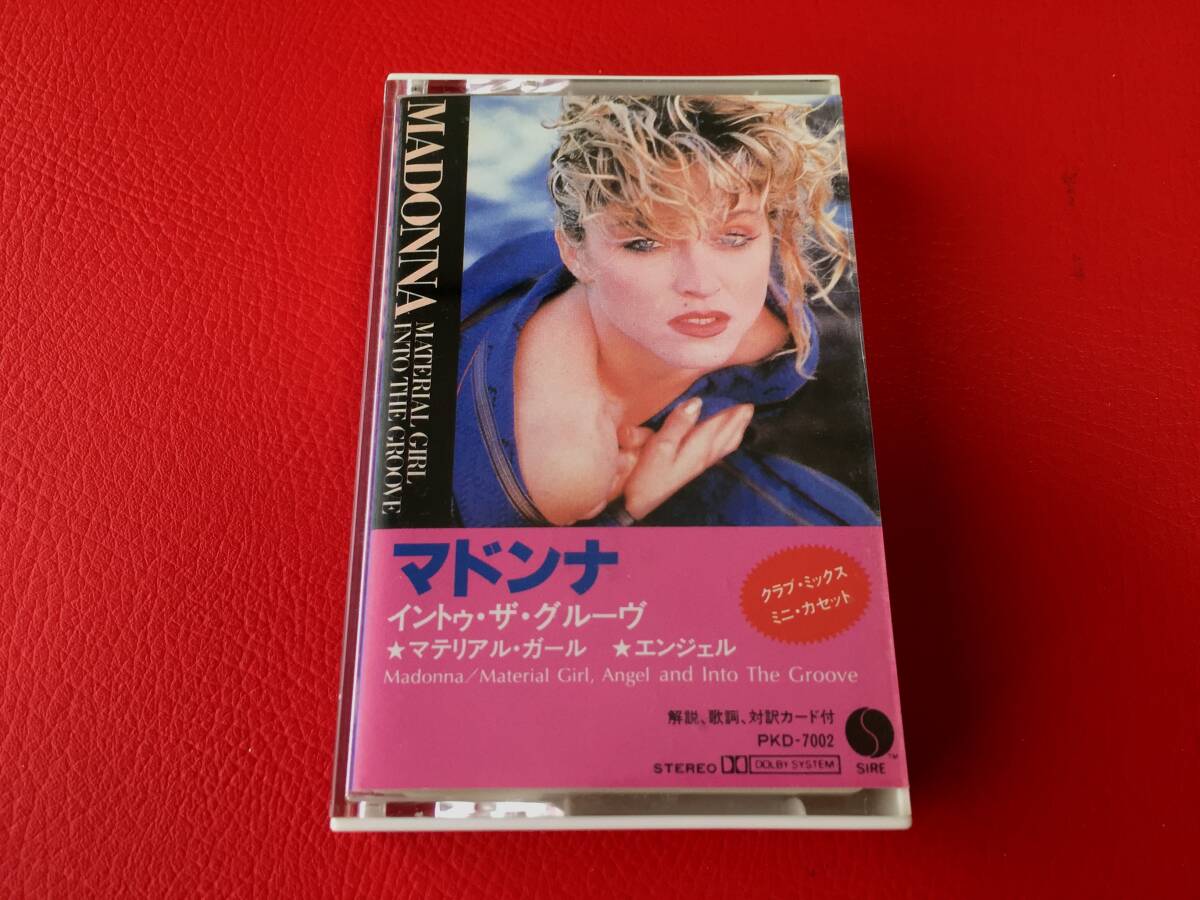 MADONNA
MATERIAL GIRL
INTO THE GROOVE
マドンナ
イントゥ・ザ・グルーヴ
★マテリアル・ガール ★エンジェル
Madonna/Material Girl, Angel and Into The Groove
クラブ・ミックス
ミニ・カセット
解説、歌詞、対訳カード付
PKD-7002
STEREO DOLBY SYSTEM
SIRE
TM